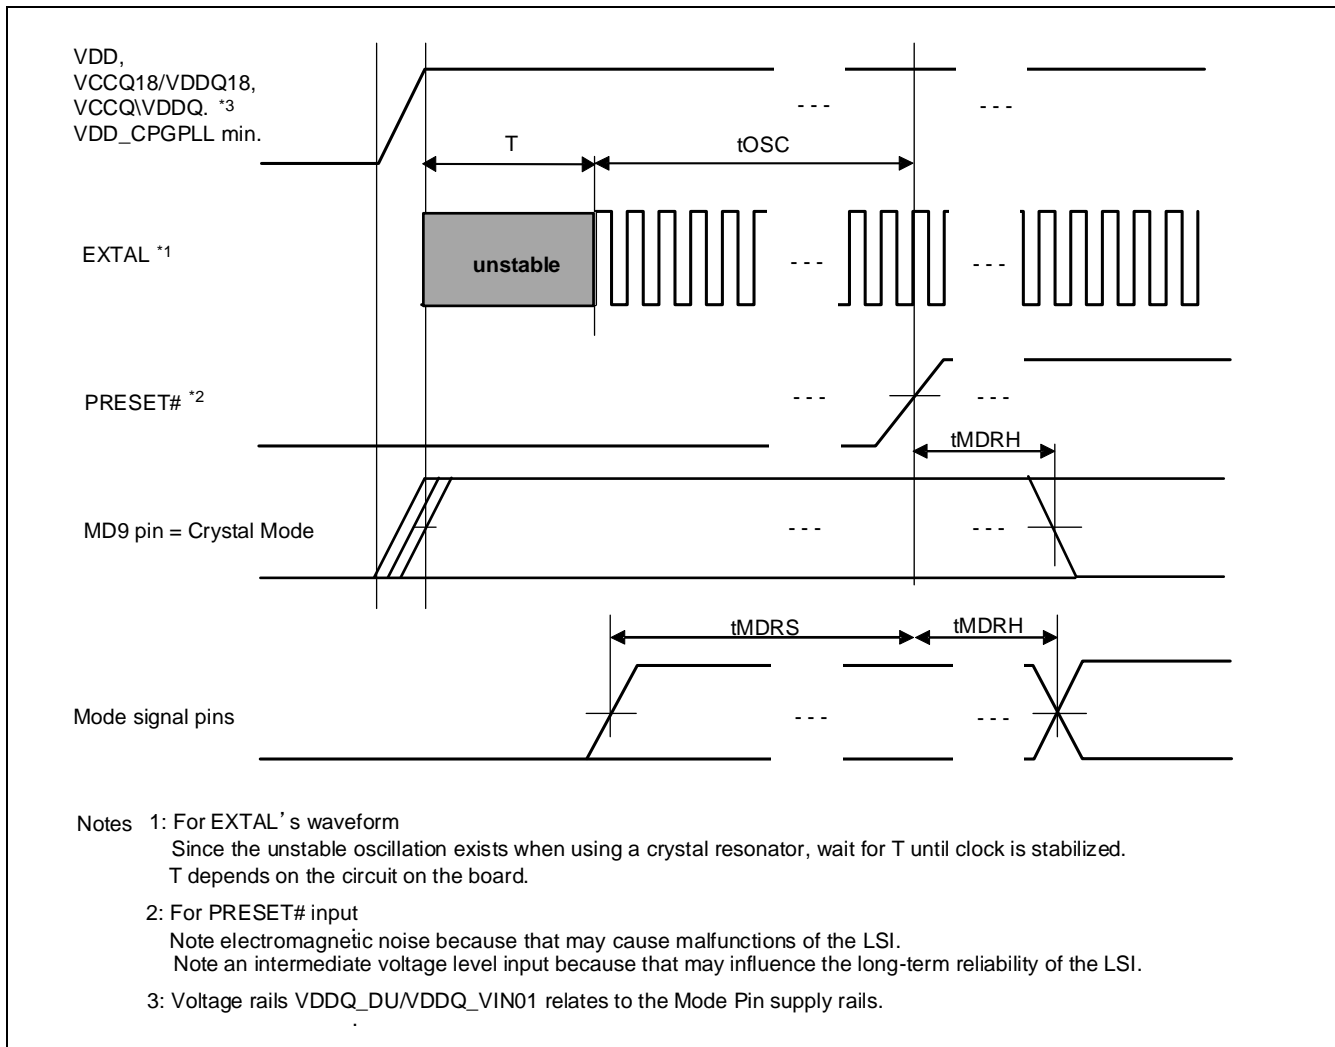 VDD,
VCCQ18/VDDQ18,
VCCQ\VDDQ. *3
VDD_CPGPLL min.
- - -
- - -
T
tOSC
EXTAL *1
unstable
- - -
- - -
PRESET# *2
- - -
- - -
tMDRH
MD9 pin = Crystal Mode
- - -
- - -
tMDRS
tMDRH
Mode signal pins
- - -
- - -
Notes 1: For EXTAL's waveform
Since the unstable oscillation exists when using a crystal resonator, wait for T until clock is stabilized.
T depends on the circuit on the board.
2: For PRESET# input
Note electromagnetic noise because that may cause malfunctions of the LSI.
Note an intermediate voltage level input because that may influence the long-term reliability of the LSI.
3: Voltage rails VDDQ_DU/VDDQ_VIN01 relates to the Mode Pin supply rails.